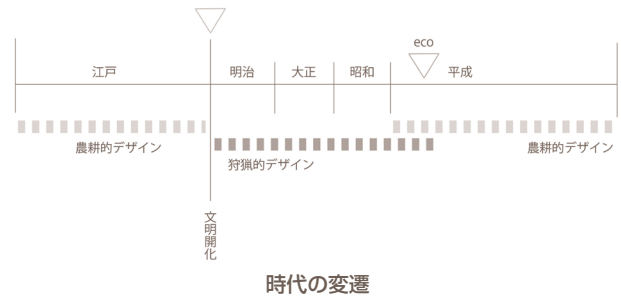 eco
江戸
明治
大正
昭和
平成
農耕的デザイン
狩猟的デザイン
農耕的デザイン
文明開化
時代の変遷